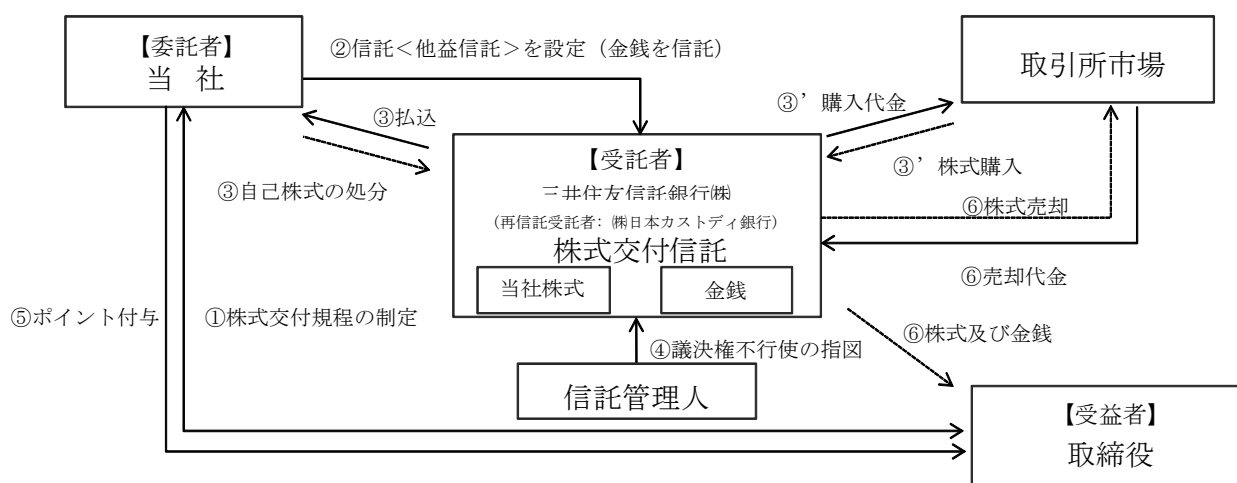 【委託者】
当 社
②信託＜他益信託＞を設定（金銭を信託）
取引所市場
③払込
③’購入代金
③自己株式の処分
③’株式購入
【受託者】
三井住友信託銀行㈱
(再信託受託者：㈱日本カストディ銀行)
株式交付信託
当社株式
金銭
⑥株式売却
⑥売却代金
⑤ポイント付与
①株式交付規程の制定
④議決権不行使の指図
⑥株式及び金銭
信託管理人
【受益者】
取締役